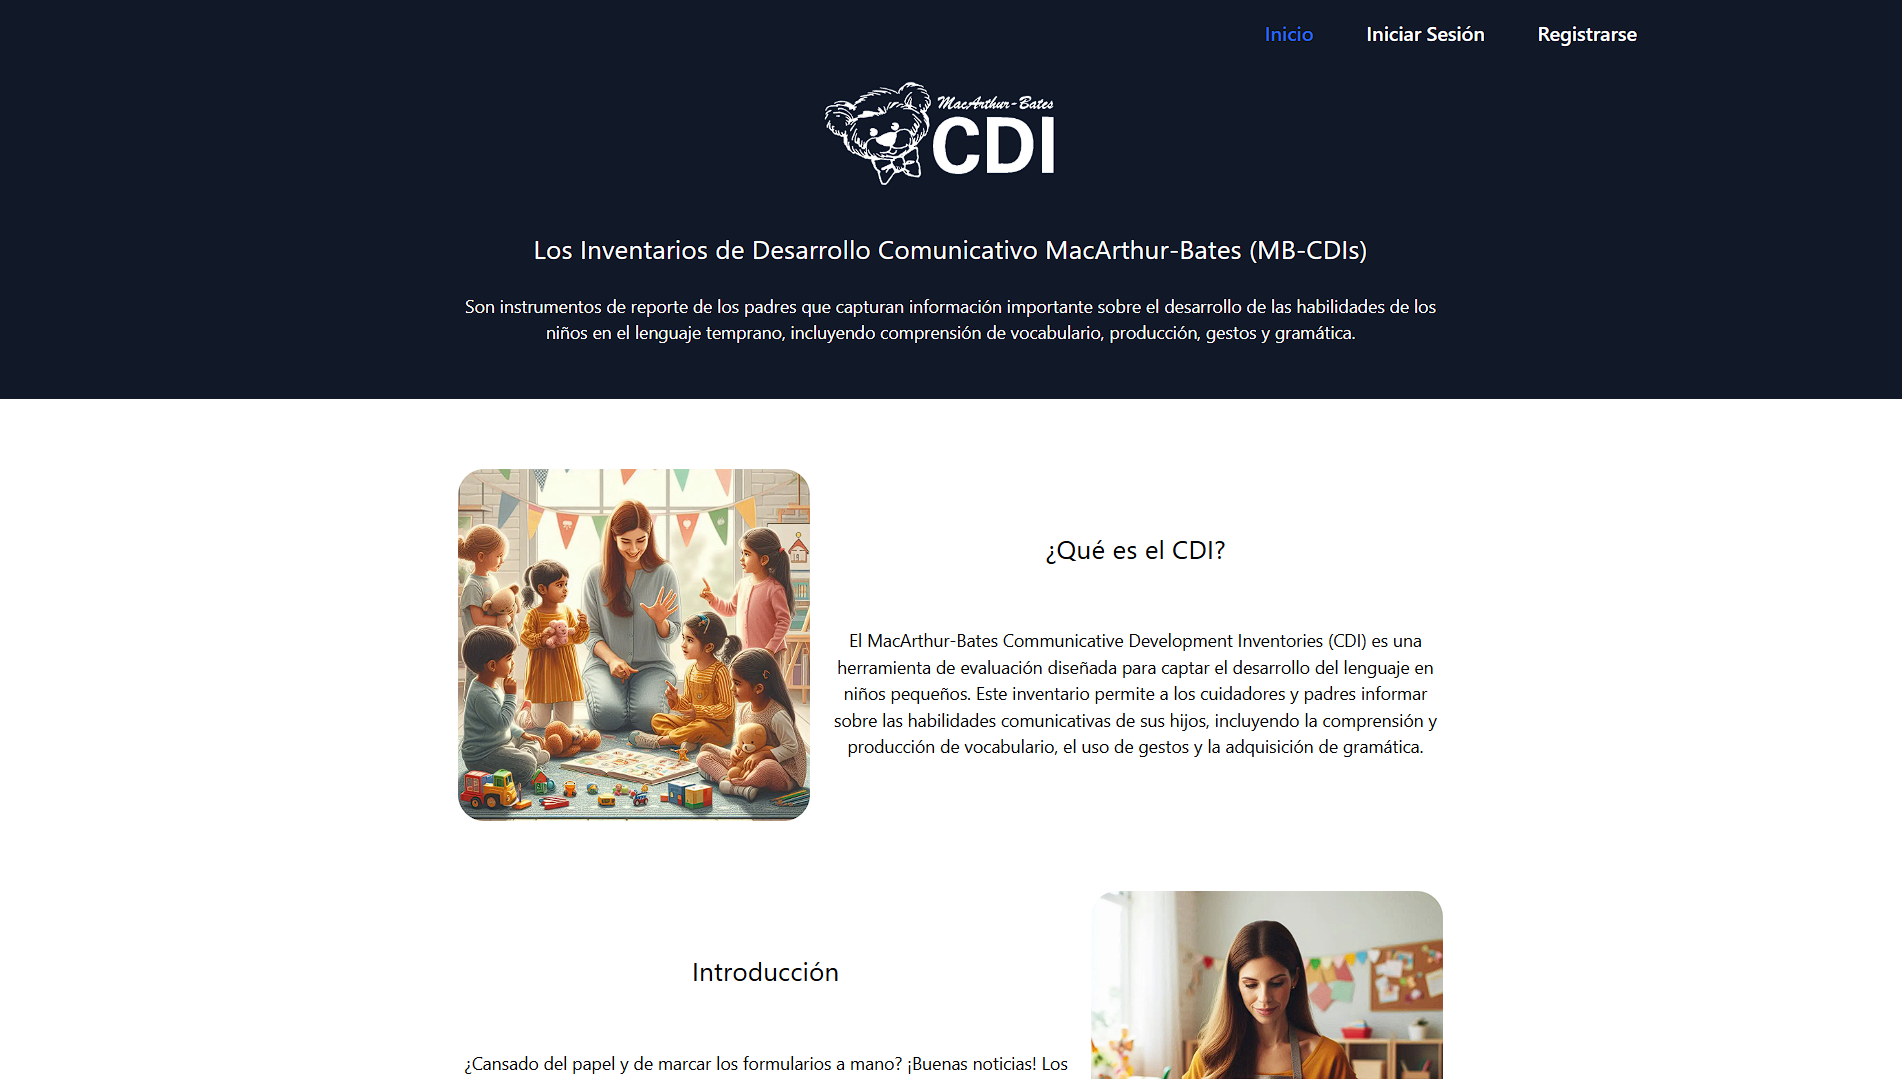 Inicio
Iniciar Sesión
Registrarse
MacArthur-Bates
CDI
Los Inventarios de Desarrollo Comunicativo MacArthur-Bates (MB-CDIs)
Son instrumentos de reporte de los padres que capturan información importante sobre el desarrollo de las habilidades de los
niños en el lenguaje temprano, incluyendo comprensión de vocabulario, producción, gestos y gramática.
¿Qué es el CDI?
El MacArthur-Bates Communicative Development Inventories (CDI) es una
herramienta de evaluación diseñada para captar el desarrollo del lenguaje en
niños pequeños. Este inventario permite a los cuidadores y padres informar
sobre las habilidades comunicativas de sus hijos, incluyendo la comprensión y
producción de vocabulario, el uso de gestos y la adquisición de gramática.
Introducción
¿Cansado del papel y de marcar los formularios a mano? ¡Buenas noticias! Los